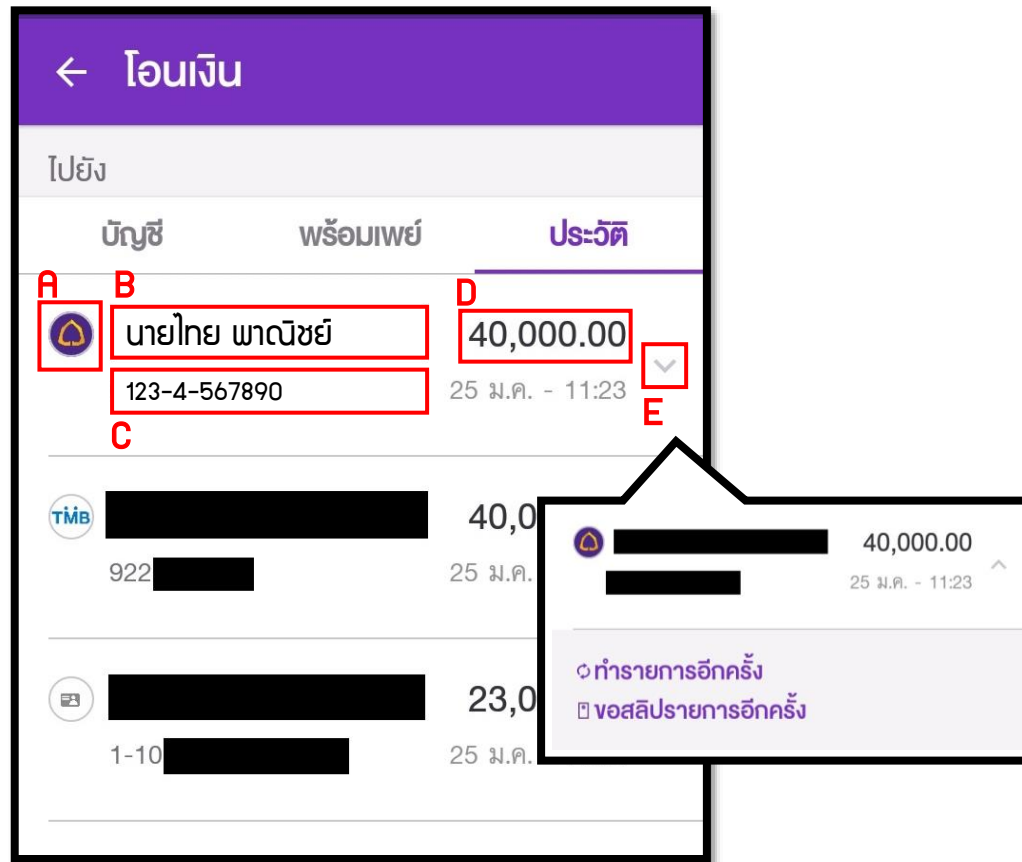 โอนเงิน
ไปยัง
บัญชี พร้อมเพย์ ประวัติ
A B D
นายไทย พาณิชย์ 40,000.00
123-4-567890 25 ม.ค. - 11:23
C E
TMB 40,0
922 25 ม.ค.
40,000.00
25 ม.ค. - 11:23
ทำรายการอีกครั้ง
ขอสลิปรายการอีกครั้ง
23,0
1-10 25 ม.ค.